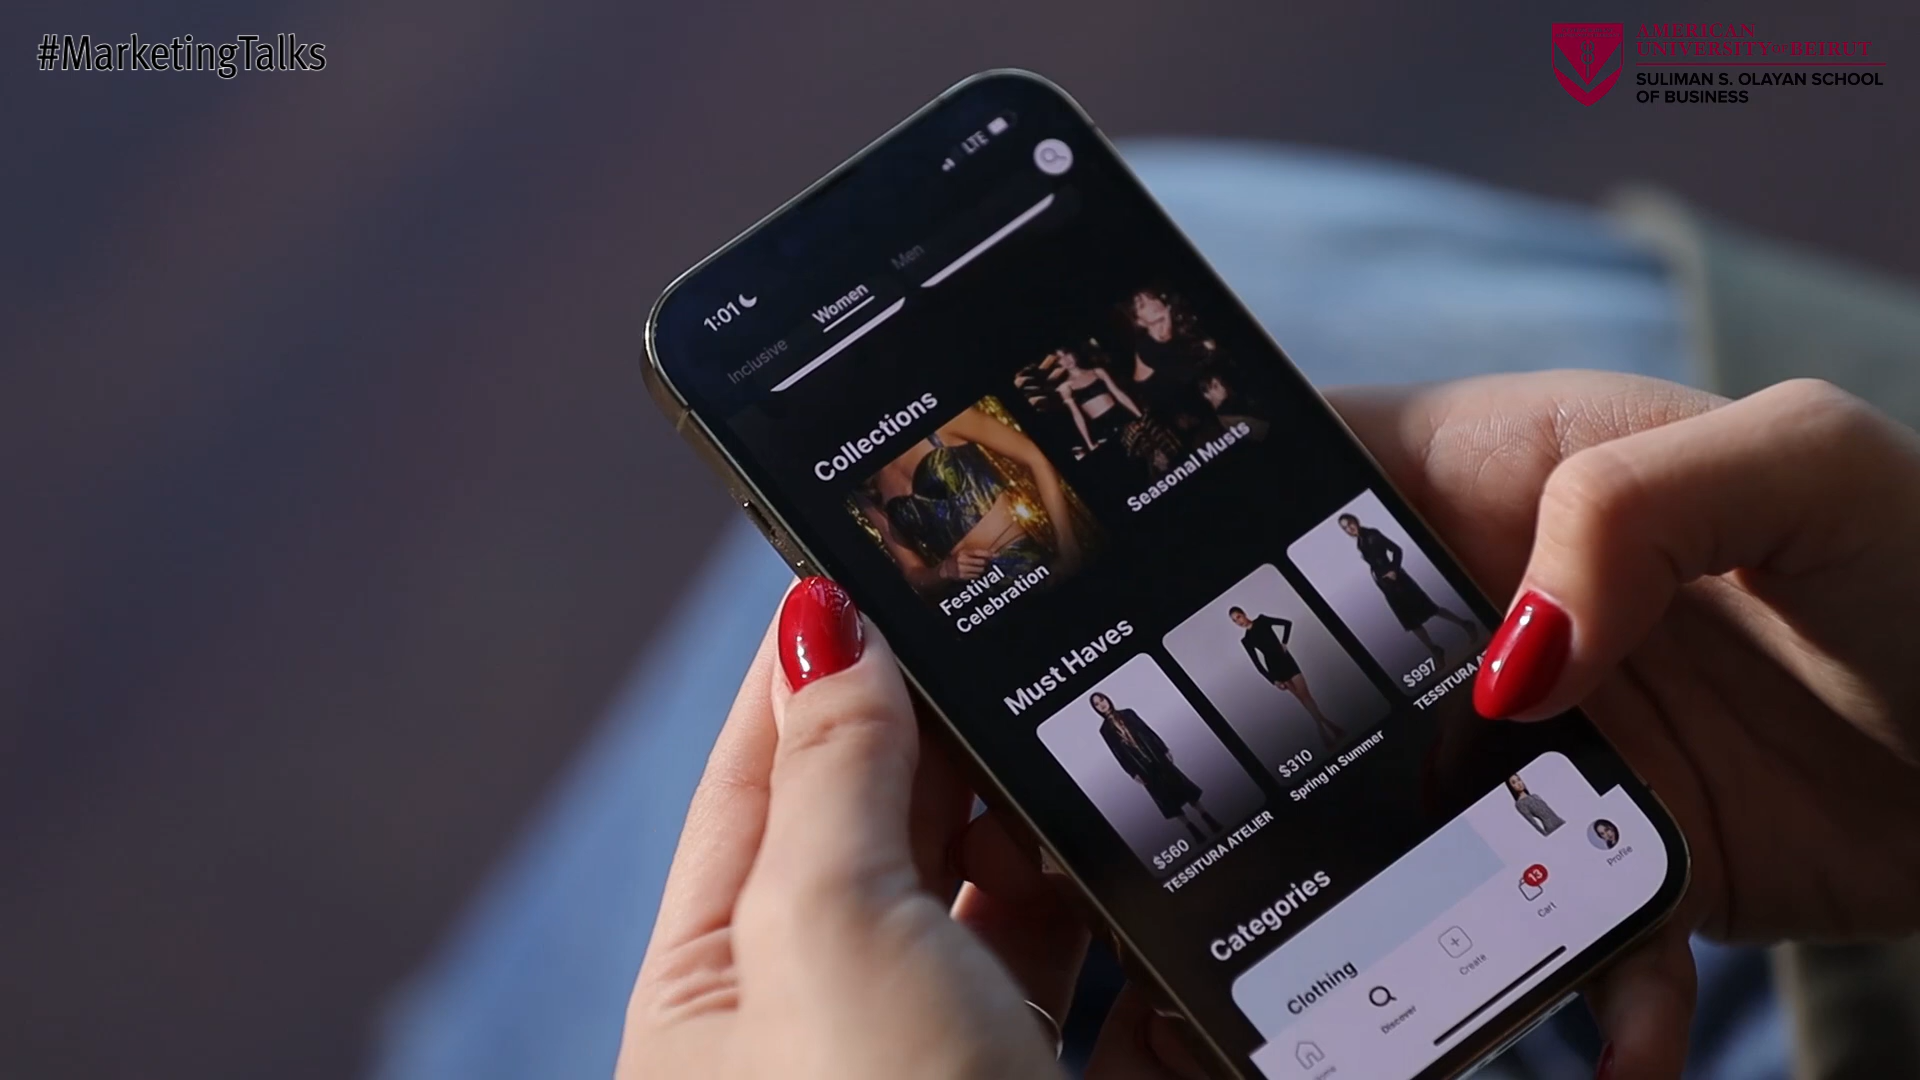 #MarketingTalks
AMERICAN
UNIVERSITY OF BEIRUT
SULIMAN S. OLAYAN SCHOOL
OF BUSINESS
1:01
LTE
Inclusive
Women
Men
Collections
Festival
Celebration
Seasonal Musts
Must Haves
$560
TESSITURA ATELIER
$310
Spring in Summer
$997
TESSITURA
Categories
Clothing
Discover
Create
13
Cart
Profile